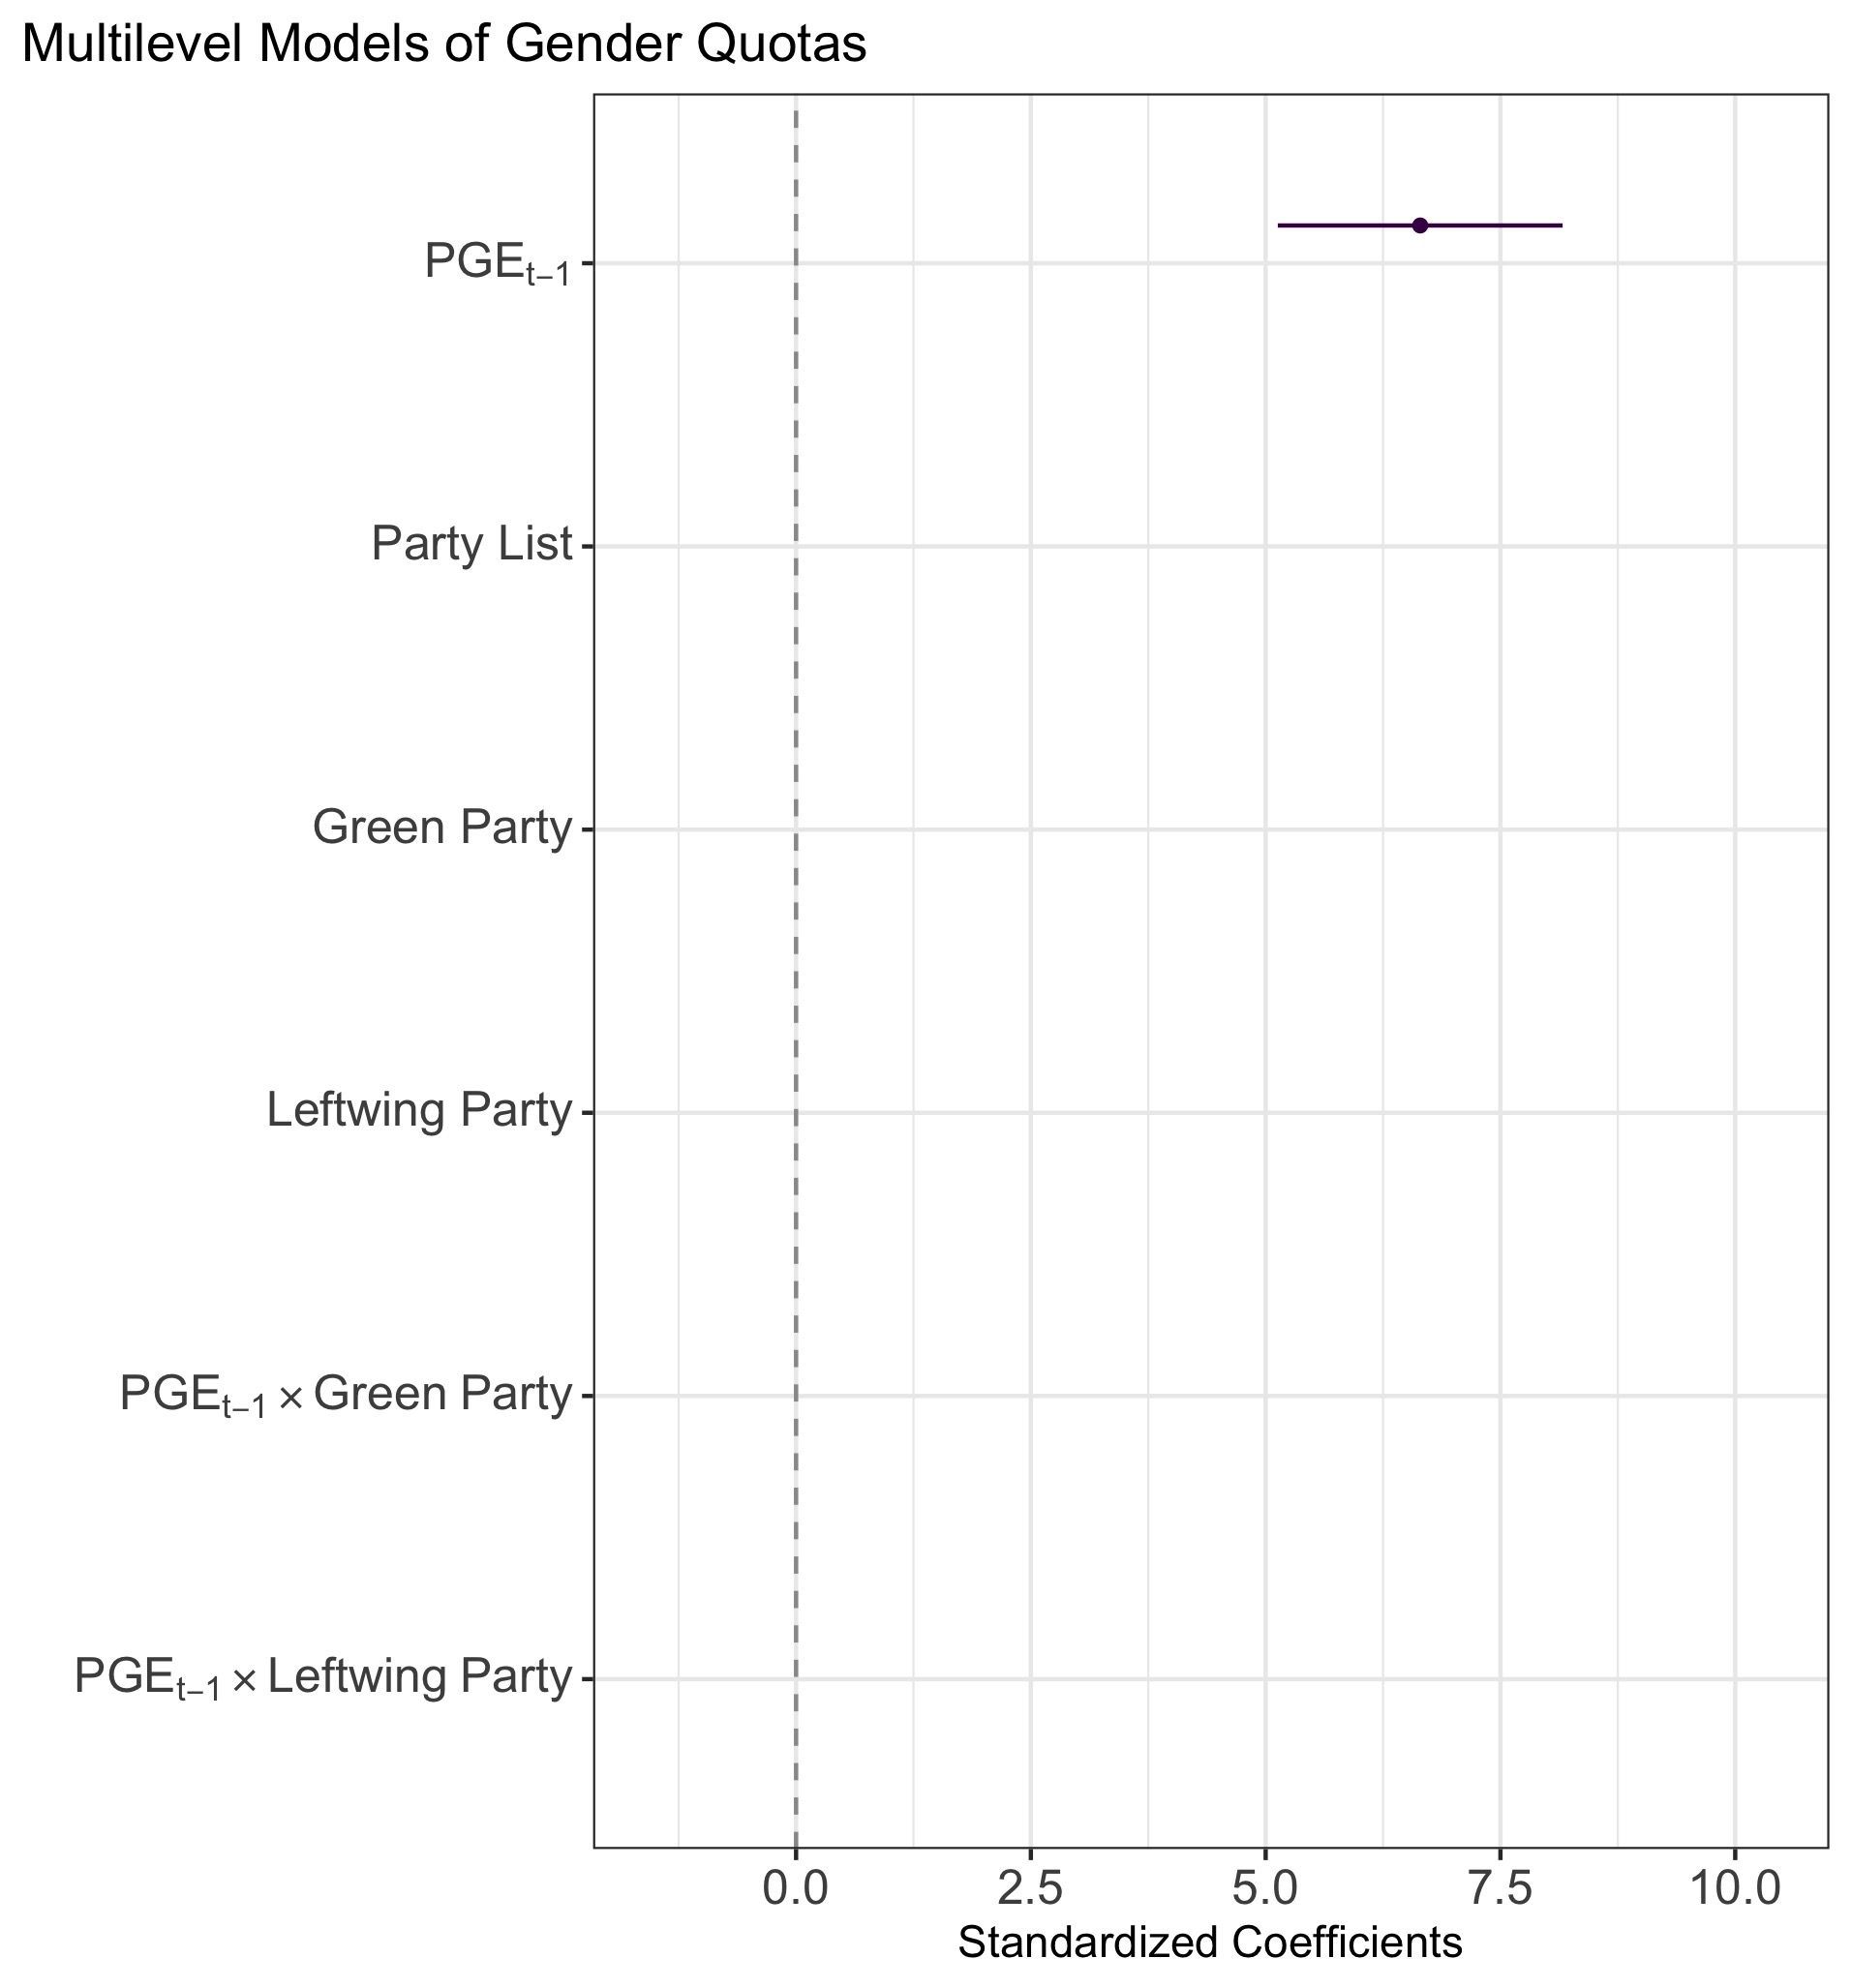 Multilevel Models of Gender Quotas
PGEt−1
Party List
Green Party
Leftwing Party
PGEt−1 × Green Party
PGEt−1 × Leftwing Party
0.0 2.5 5.0 7.5 10.0
Standardized Coefficients